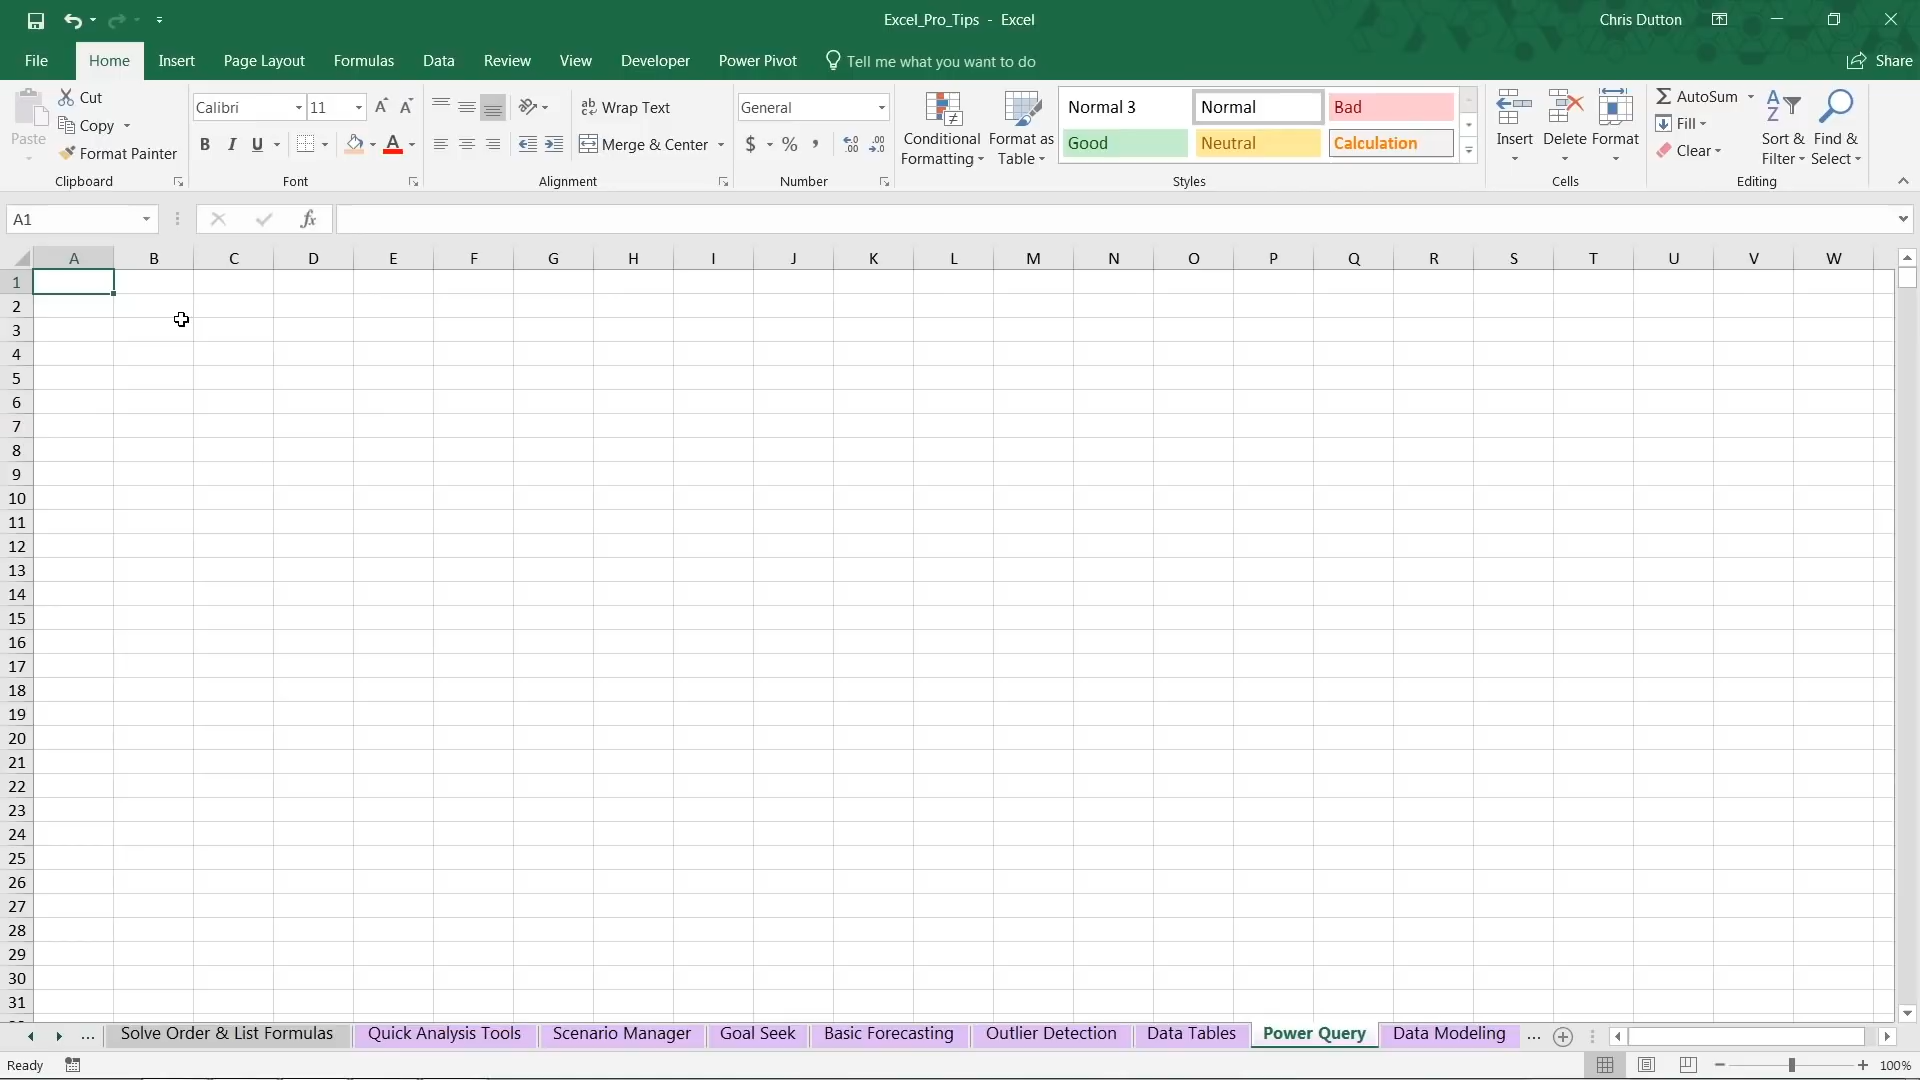 Excel_Pro_Tips - Excel
Chris Dutton
File Home Insert Page Layout Formulas Data Review View Developer Power Pivot Tell me what you want to do Share
Paste Cut
Copy
Format Painter
Clipboard
Calibri 11
B I U A
Font
Wrap Text
Merge & Center
Alignment
General
$ % ,
Number
Conditional Formatting
Format as Table
Normal 3 Normal Bad
Good Neutral Calculation
Styles
Insert Delete Format
Cells
AutoSum
Fill
Clear
Sort & Filter
Find & Select
Editing
A1 fx
A B C D E F G H I J K L M N O P Q R S T U V W
1
2
3
4
5
6
7
8
9
10
11
12
13
14
15
16
17
18
19
20
21
22
23
24
25
26
27
28
29
30
31
... Solve Order & List Formulas Quick Analysis Tools Scenario Manager Goal Seek Basic Forecasting Outlier Detection Data Tables Power Query Data Modeling ...
Ready 100%